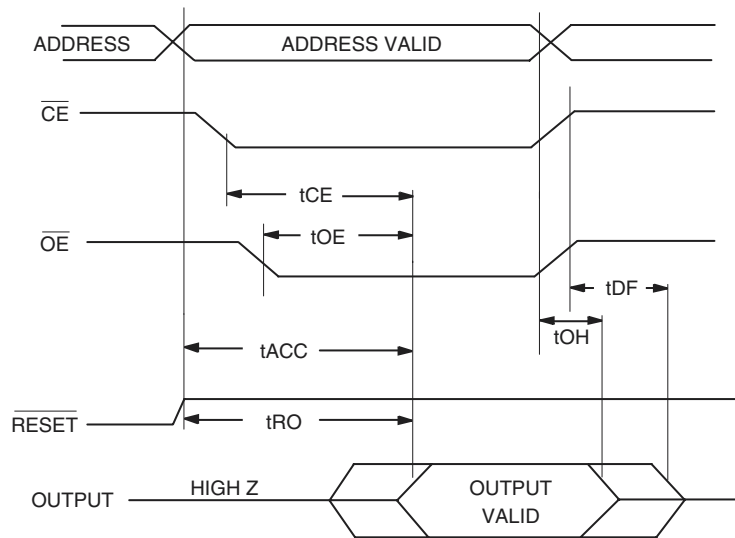 ADDRESS ADDRESS VALID
CE
tCE
OE tOE
tDF
tOH
tACC
RESET tRO
OUTPUT HIGH Z OUTPUT
VALID